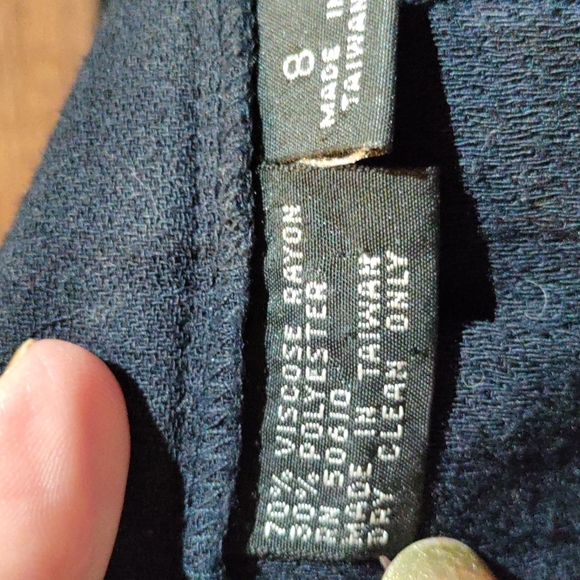 8
MADE IN
TAIWAN
70% VISCOSE RAYON
30% POLYESTER
RN 50610
MADE IN TAIWAN
DRY CLEAN ONLY